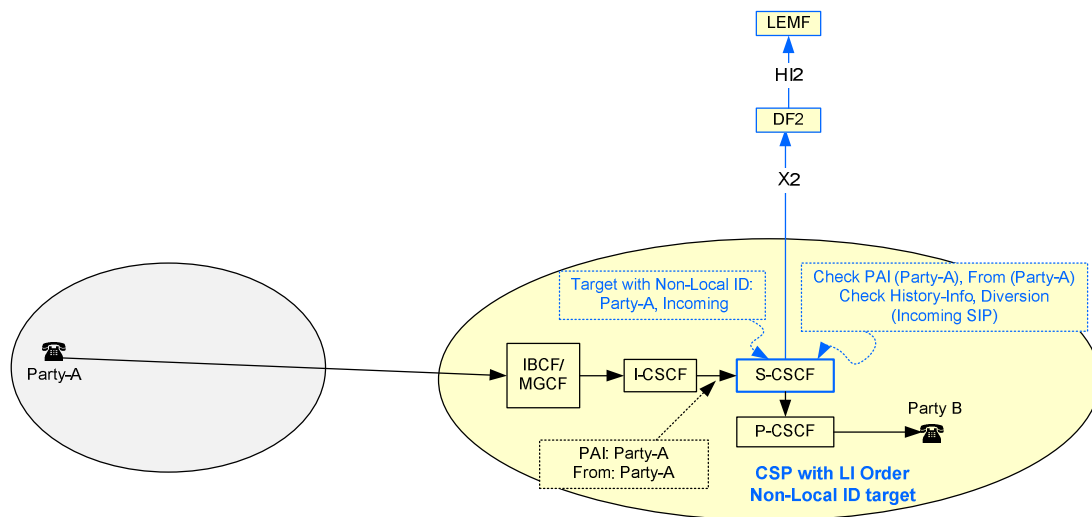 LEMF
HI2
DF2
X2
Target with Non-Local ID:
Party-A, Incoming
Check PAI (Party-A), From (Party-A)
Check History-Info, Diversion
(Incoming SIP)
Party-A
IBCF/
MGCF
I-CSCF
S-CSCF
P-CSCF
Party B
PAI: Party-A
From: Party-A
CSP with LI Order
Non-Local ID target